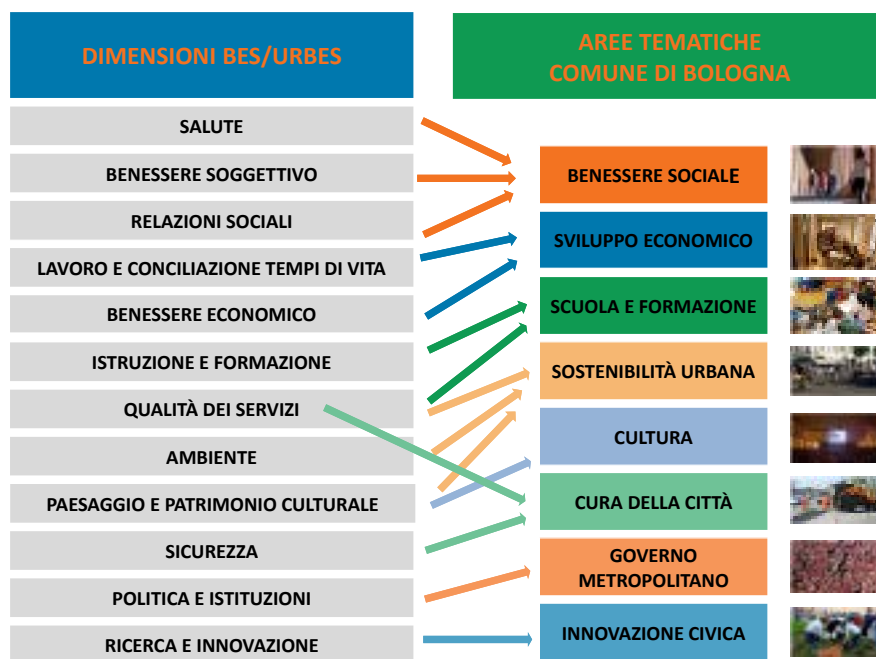 DIMENSIONI BES/URBES
SALUTE
BENESSERE SOGGETTIVO
RELAZIONI SOCIALI
LAVORO E CONCILIAZIONE TEMPI DI VITA
BENESSERE ECONOMICO
ISTRUZIONE E FORMAZIONE
QUALITÀ DEI SERVIZI
AMBIENTE
PAESAGGIO E PATRIMONIO CULTURALE
SICUREZZA
POLITICA E ISTITUZIONI
RICERCA E INNOVAZIONE
AREE TEMATICHE
COMUNE DI BOLOGNA
BENESSERE SOCIALE
SVILUPPO ECONOMICO
SCUOLA E FORMAZIONE
SOSTENIBILITÀ URBANA
CULTURA
CURA DELLA CITTÀ
GOVERNO
METROPOLITANO
INNOVAZIONE CIVICA